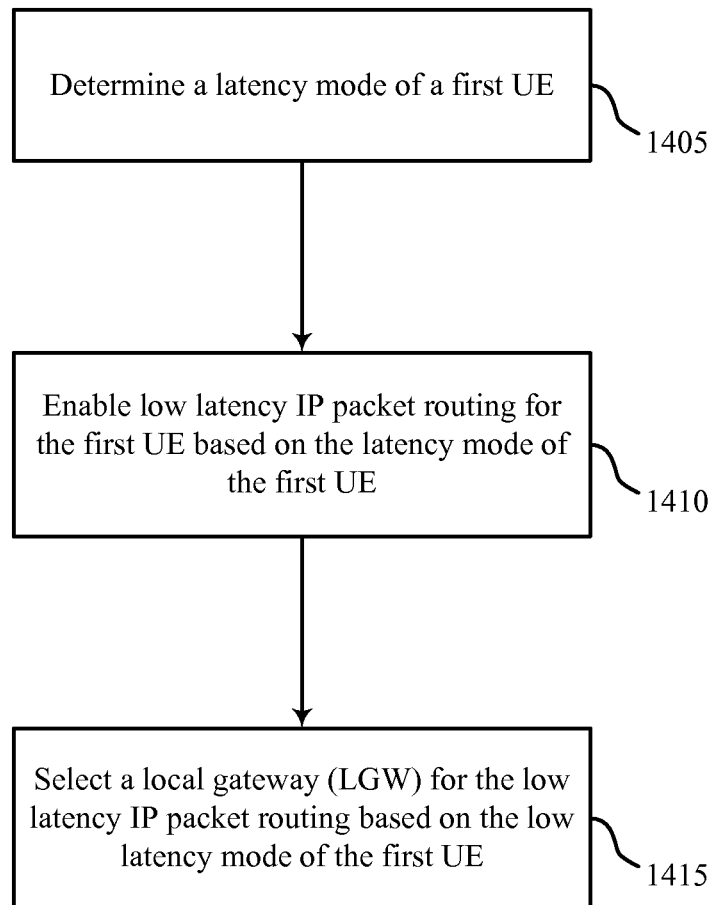 Determine a latency mode of a first UE
1405
Enable low latency IP packet routing for
the first UE based on the latency mode of
the first UE
1410
Select a local gateway (LGW) for the low
latency IP packet routing based on the low
latency mode of the first UE
1415